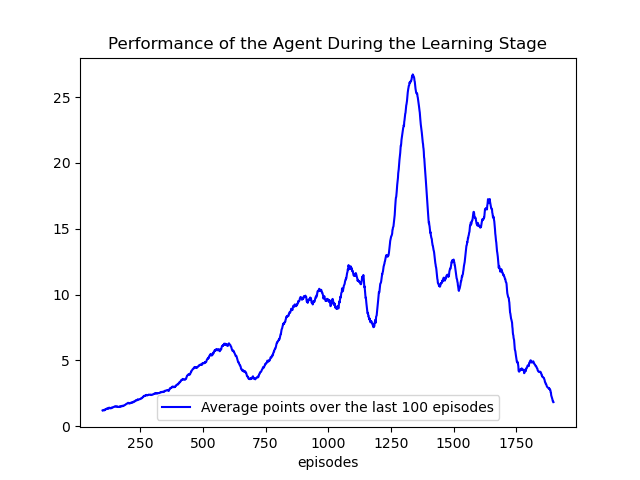 Performance of the Agent During the Learning Stage
25
20
15
10
5
0
Average points over the last 100 episodes
250 500 750 1000 1250 1500 1750
episodes